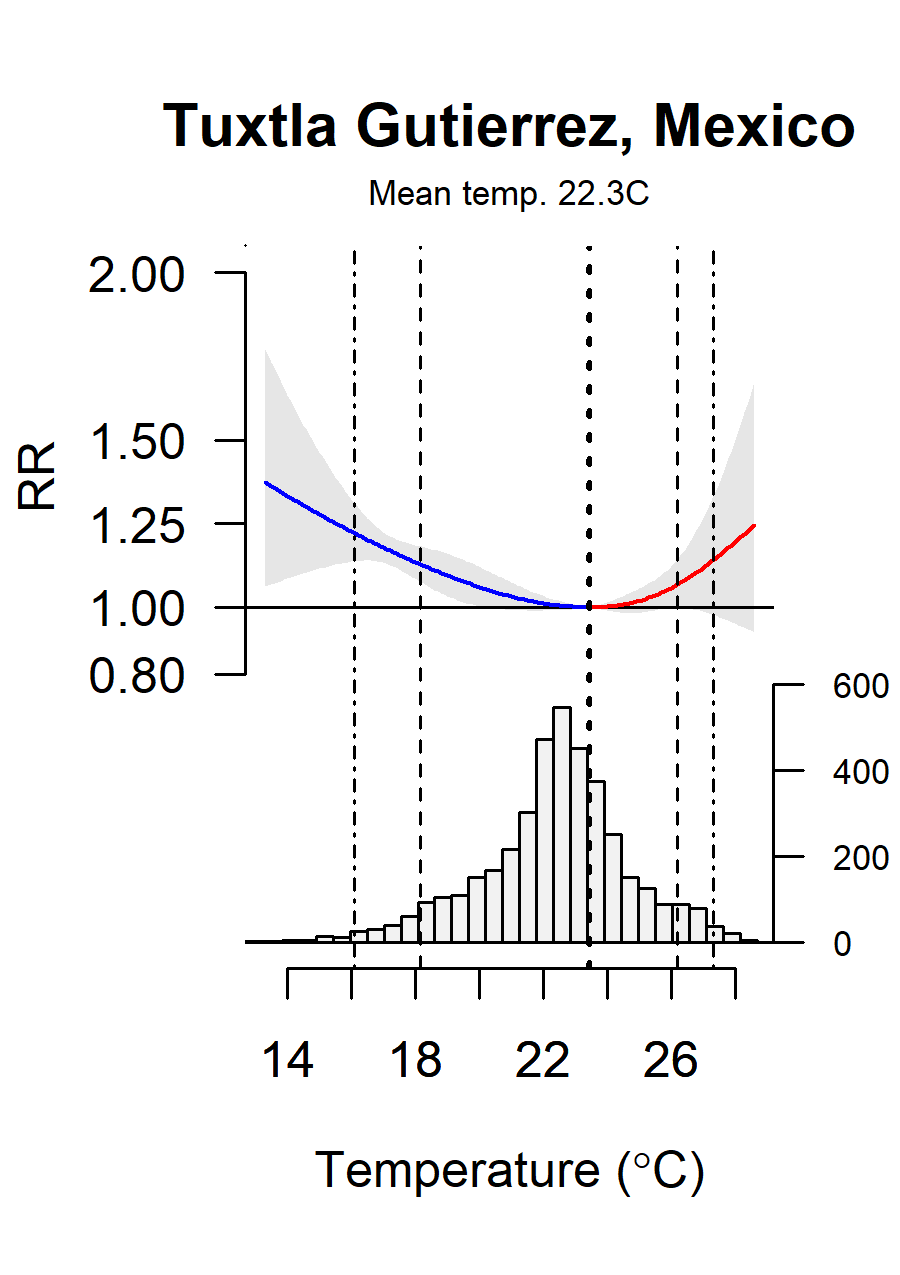 Tuxtla Gutierrez, Mexico
Mean temp. 22.3C
2.00
1.50
1.25
1.00
0.80
RR
600
400
200
0
14 18 22 26
Temperature (°C)